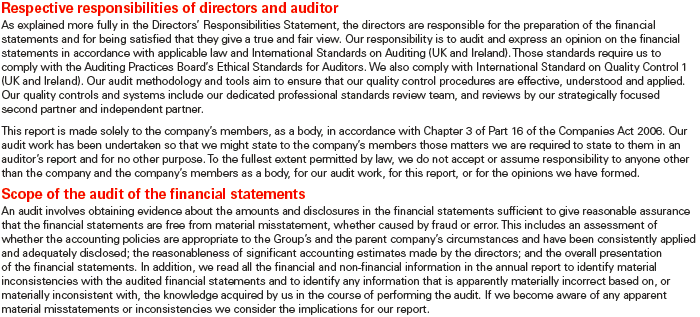 Respective responsibilities of directors and auditor
As explained more fully in the Directors' Responsibilities Statement, the directors are responsible for the preparation of the financial
statements and for being satisfied that they give a true and fair view. Our responsibility is to audit and express an opinion on the financial
statements in accordance with applicable law and International Standards on Auditing (UK and Ireland). Those standards require us to
comply with the Auditing Practices Board's Ethical Standards for Auditors. We also comply with International Standard on Quality Control 1
(UK and Ireland). Our audit methodology and tools aim to ensure that our quality control procedures are effective, understood and applied.
Our quality controls and systems include our dedicated professional standards review team, and reviews by our strategically focused
second partner and independent partner.
This report is made solely to the company's members, as a body, in accordance with Chapter 3 of Part 16 of the Companies Act 2006. Our
audit work has been undertaken so that we might state to the company's members those matters we are required to state to them in an
auditor's report and for no other purpose. To the fullest extent permitted by law, we do not accept or assume responsibility to anyone other
than the company and the company's members as a body, for our audit work, for this report, or for the opinions we have formed.
Scope of the audit of the financial statements
An audit involves obtaining evidence about the amounts and disclosures in the financial statements sufficient to give reasonable assurance
that the financial statements are free from material misstatement, whether caused by fraud or error. This includes an assessment of
whether the accounting policies are appropriate to the Group's and the parent company's circumstances and have been consistently applied
and adequately disclosed; the reasonableness of significant accounting estimates made by the directors; and the overall presentation
of the financial statements. In addition, we read all the financial and non-financial information in the annual report to identify material
inconsistencies with the audited financial statements and to identify any information that is apparently materially incorrect based on, or
materially inconsistent with, the knowledge acquired by us in the course of performing the audit. If we become aware of any apparent
material misstatements or inconsistencies we consider the implications for our report.